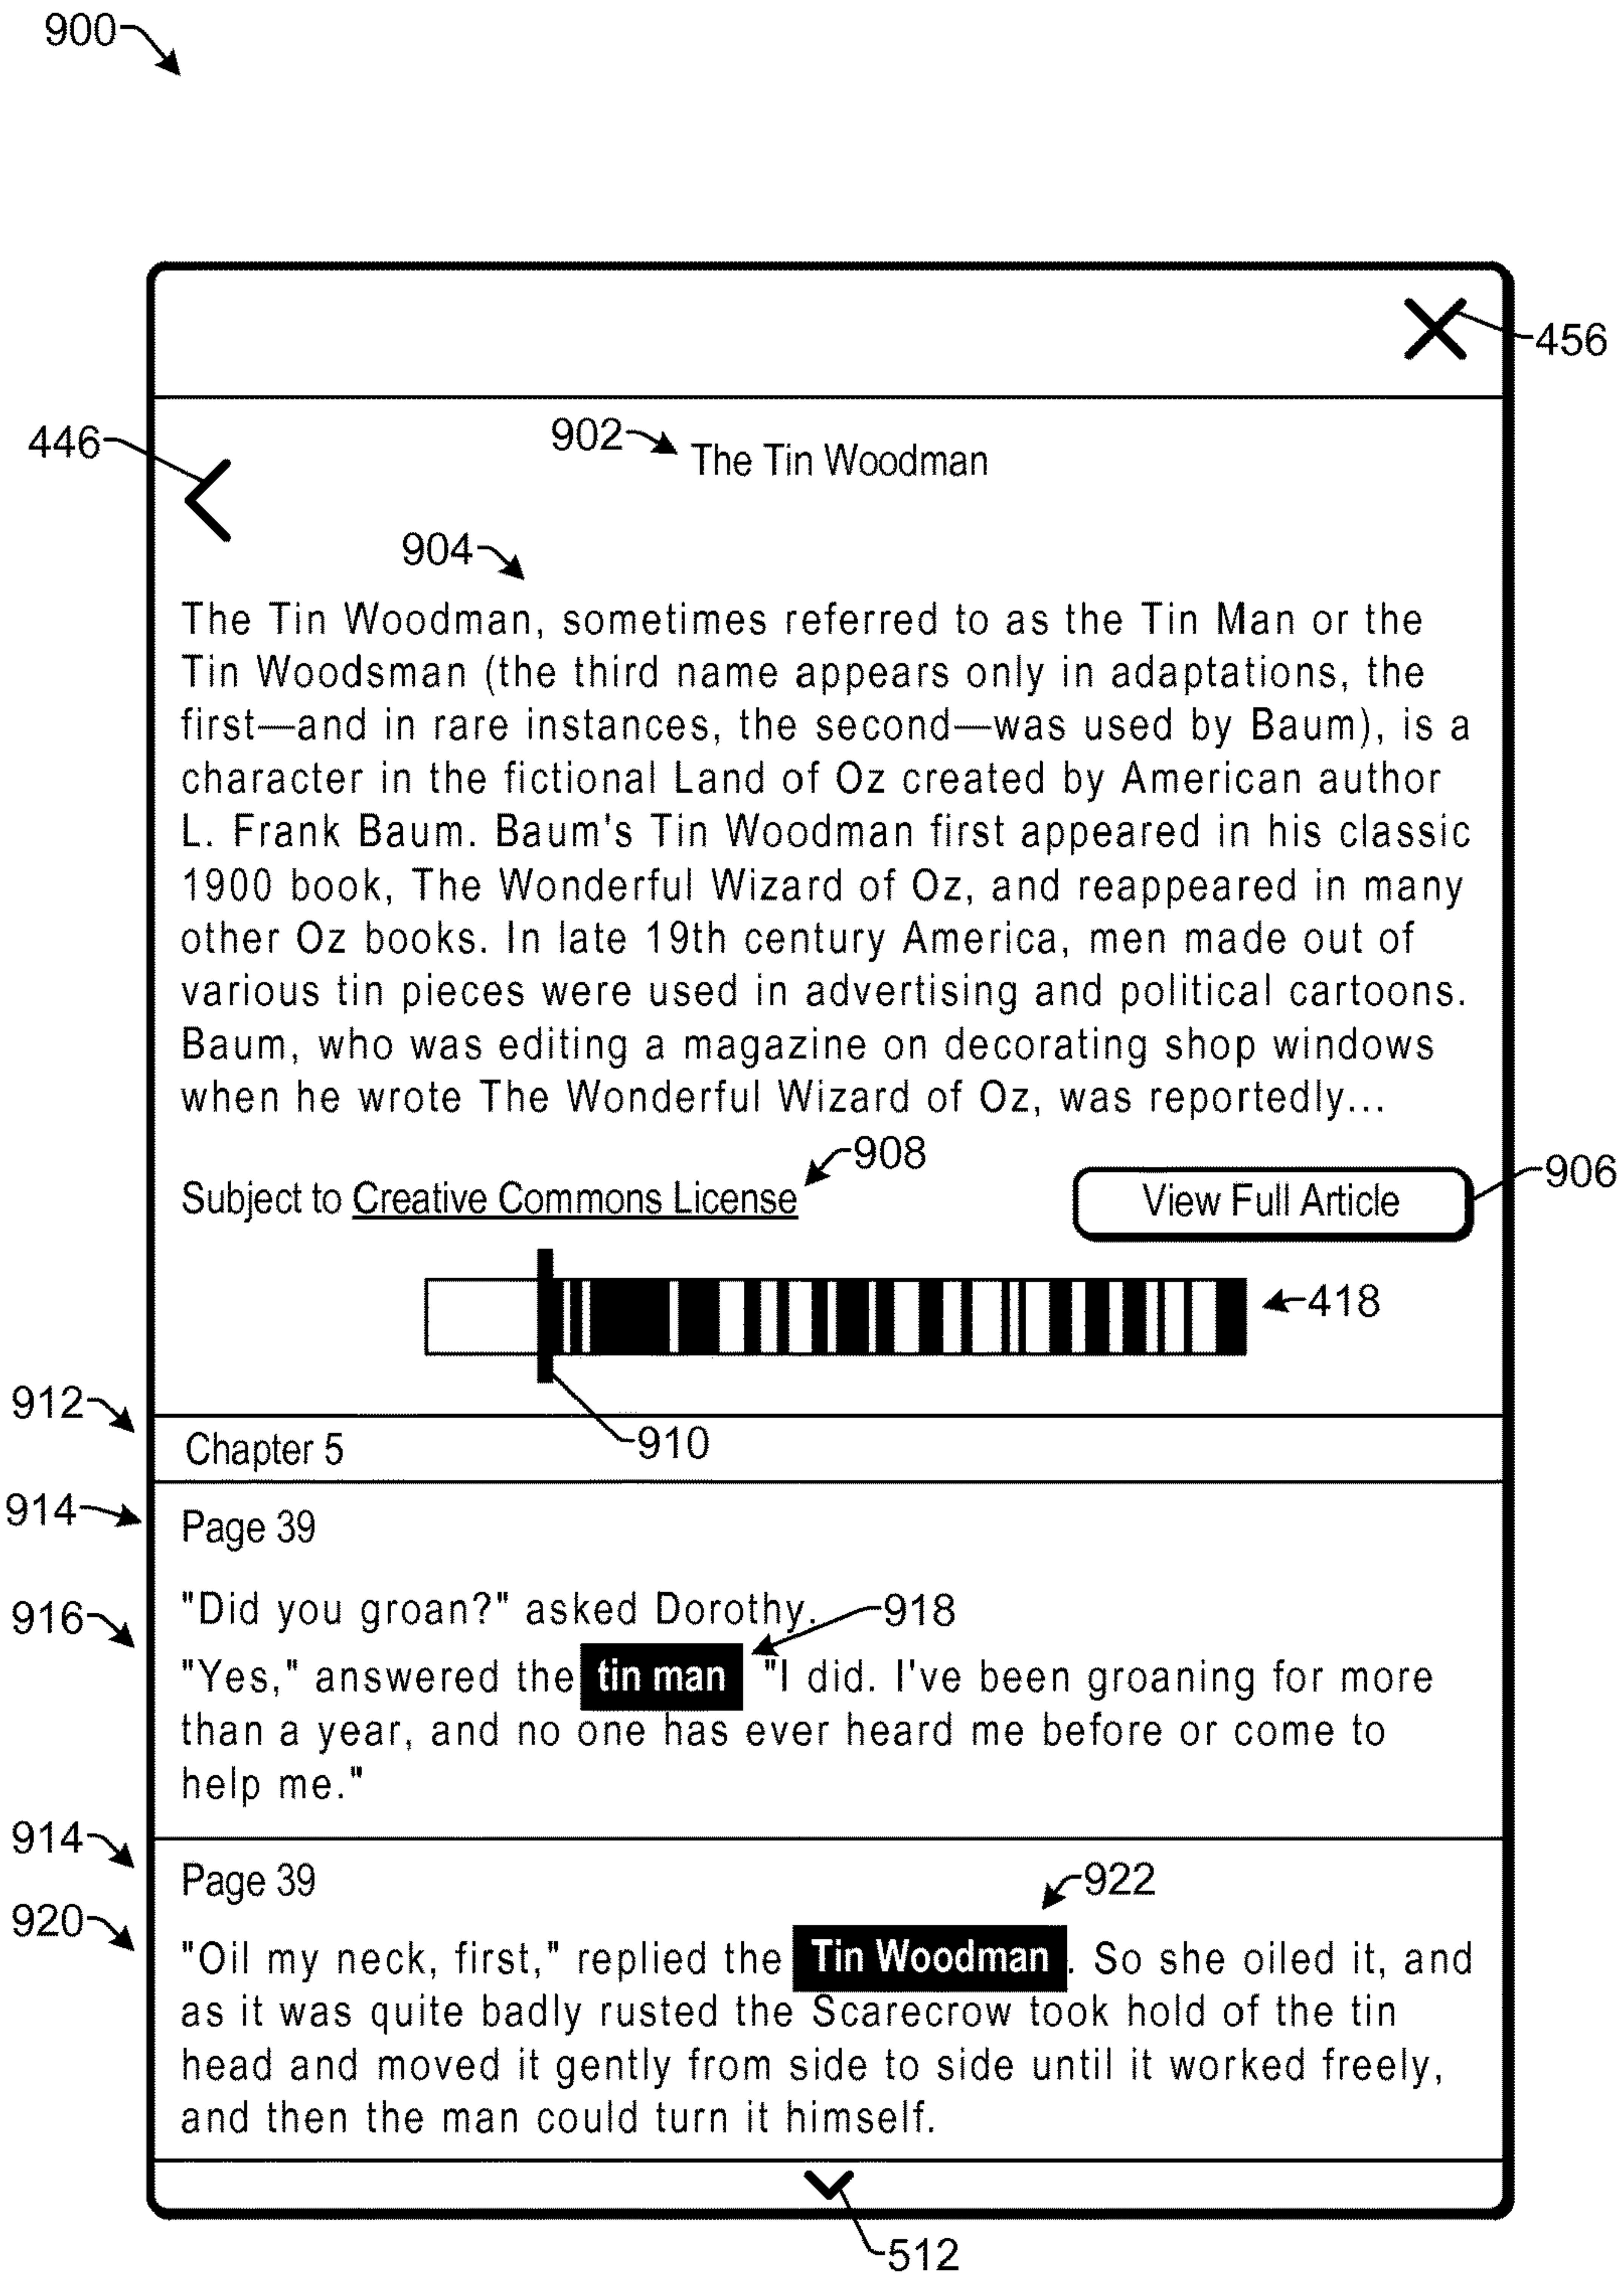 900
456
446
902
The Tin Woodman
904
The Tin Woodman, sometimes referred to as the Tin Man or the
Tin Woodsman (the third name appears only in adaptations, the
first—and in rare instances, the second—was used by Baum), is a
character in the fictional Land of Oz created by American author
L. Frank Baum. Baum's Tin Woodman first appeared in his classic
1900 book, The Wonderful Wizard of Oz, and reappeared in many
other Oz books. In late 19th century America, men made out of
various tin pieces were used in advertising and political cartoons.
Baum, who was editing a magazine on decorating shop windows
when he wrote The Wonderful Wizard of Oz, was reportedly...
908
Subject to Creative Commons License
View Full Article
906
418
912
Chapter 5
910
914
Page 39
916
"Did you groan?" asked Dorothy.
918
"Yes," answered the tin man "I did. I've been groaning for more
than a year, and no one has ever heard me before or come to
help me."
914
Page 39
922
920
"Oil my neck, first," replied the Tin Woodman. So she oiled it, and
as it was quite badly rusted the Scarecrow took hold of the tin
head and moved it gently from side to side until it worked freely,
and then the man could turn it himself.
512